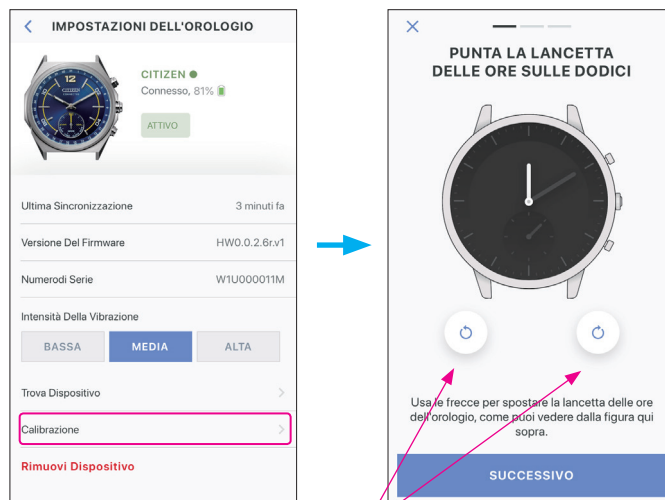 IMPOSTAZIONI DELL'OROLOGIO
12
CITIZEN
CITIZEN
Connesso, 81%
ATTIVO
Ultima Sincronizzazione 3 minuti fa
Versione Del Firmware HW0.0.2.6r.v1
Numerodi Serie W1U000011M
Intensità Della Vibrazione
BASSA MEDIA ALTA
Trova Dispositivo
Calibrazione
Rimuovi Dispositivo
PUNTA LA LANCETTA
DELLE ORE SULLE DODICI
Usa le frecce per spostare la lancetta delle ore
dell'orologio, come puoi vedere dalla figura qui
sopra.
SUCCESSIVO